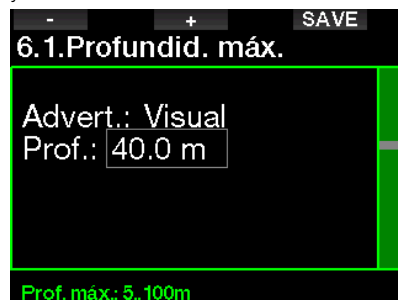 - + SAVE
6.1.Profundid. máx.
Advert.: Visual
Prof.: 40.0 m
Prof. máx.: 5..100m